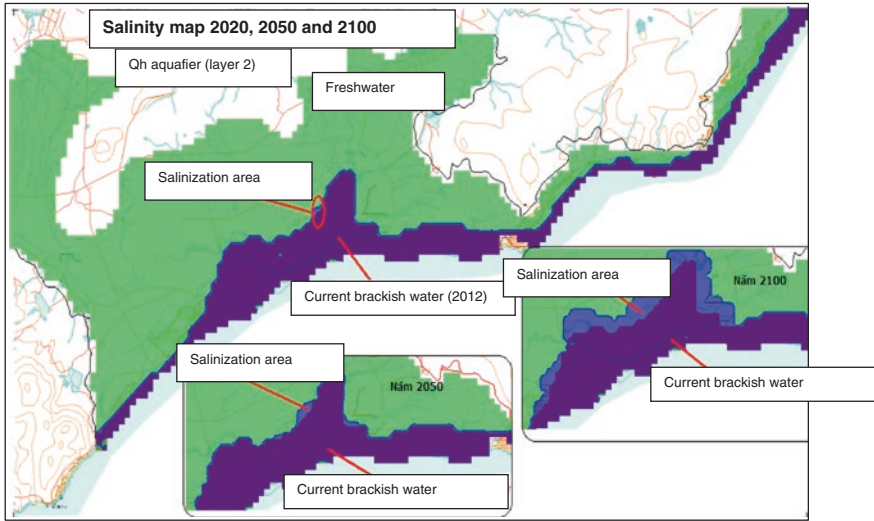 Salinity map 2020, 2050 and 2100
Qh aquafier (layer 2)
Freshwater
Salinization area
Current brackish water (2012)
Salinization area
Năm 2100
Current brackish water
Salinization area
Năm 2050
Current brackish water